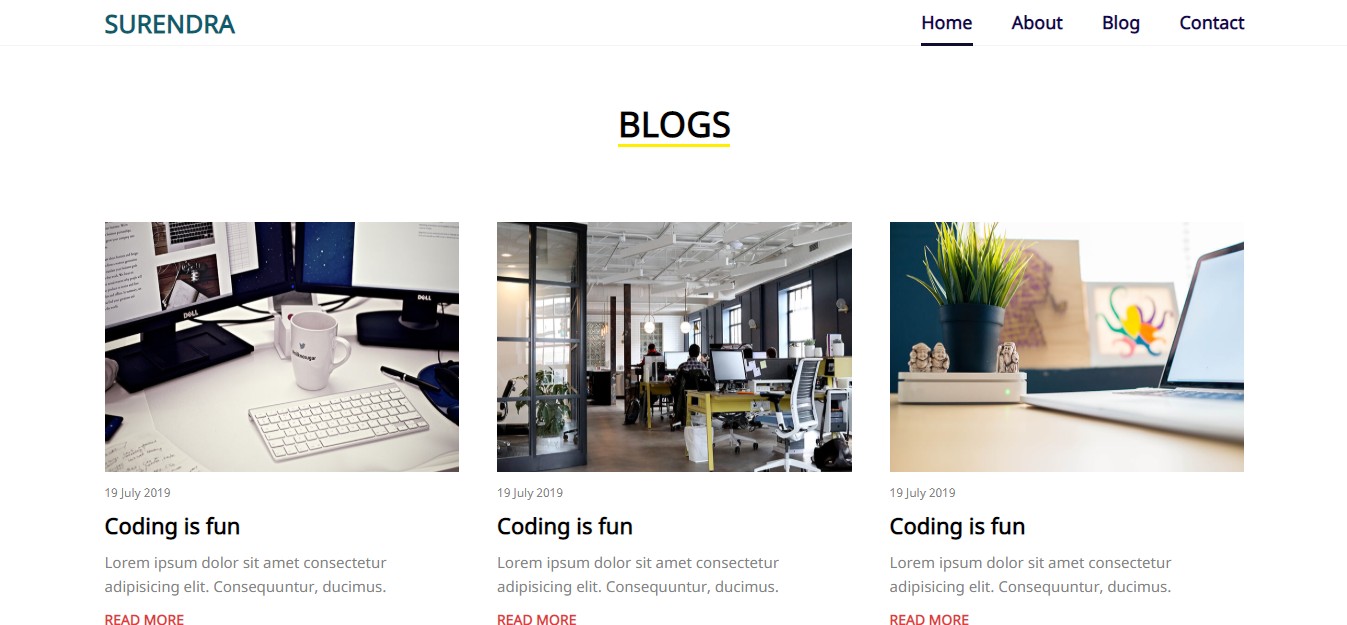 SURENDRA
Home About Blog Contact
BLOGS
DELL
DELL
19 July 2019
Coding is fun
Lorem ipsum dolor sit amet consectetur
adipisicing elit. Consequuntur, ducimus.
READ MORE
19 July 2019
Coding is fun
Lorem ipsum dolor sit amet consectetur
adipisicing elit. Consequuntur, ducimus.
READ MORE
19 July 2019
Coding is fun
Lorem ipsum dolor sit amet consectetur
adipisicing elit. Consequuntur, ducimus.
READ MORE